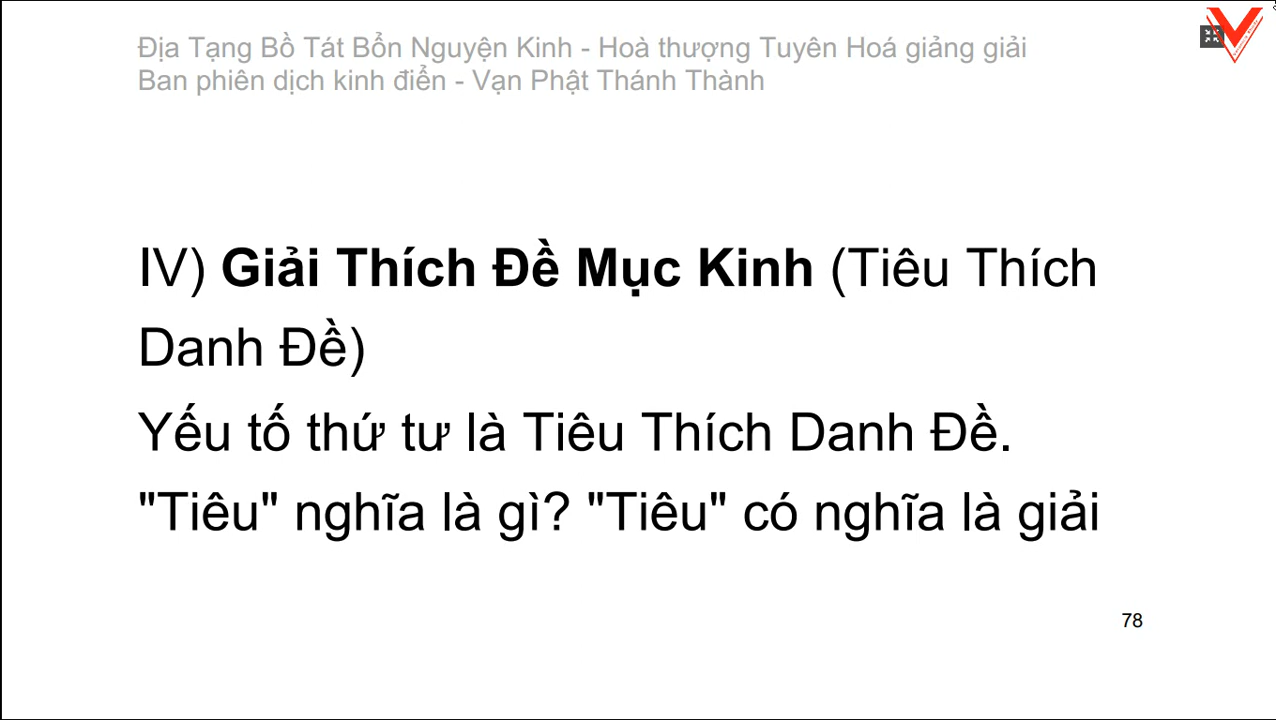 Địa Tạng Bồ Tát Bổn Nguyện Kinh - Hoà thượng Tuyên Hoá giảng giải
Ban phiên dịch kinh điển - Vạn Phật Thánh Thành
IV) Giải Thích Đề Mục Kinh (Tiêu Thích
Danh Đề)
Yếu tố thứ tư là Tiêu Thích Danh Đề.
"Tiêu" nghĩa là gì? "Tiêu" có nghĩa là giải
78